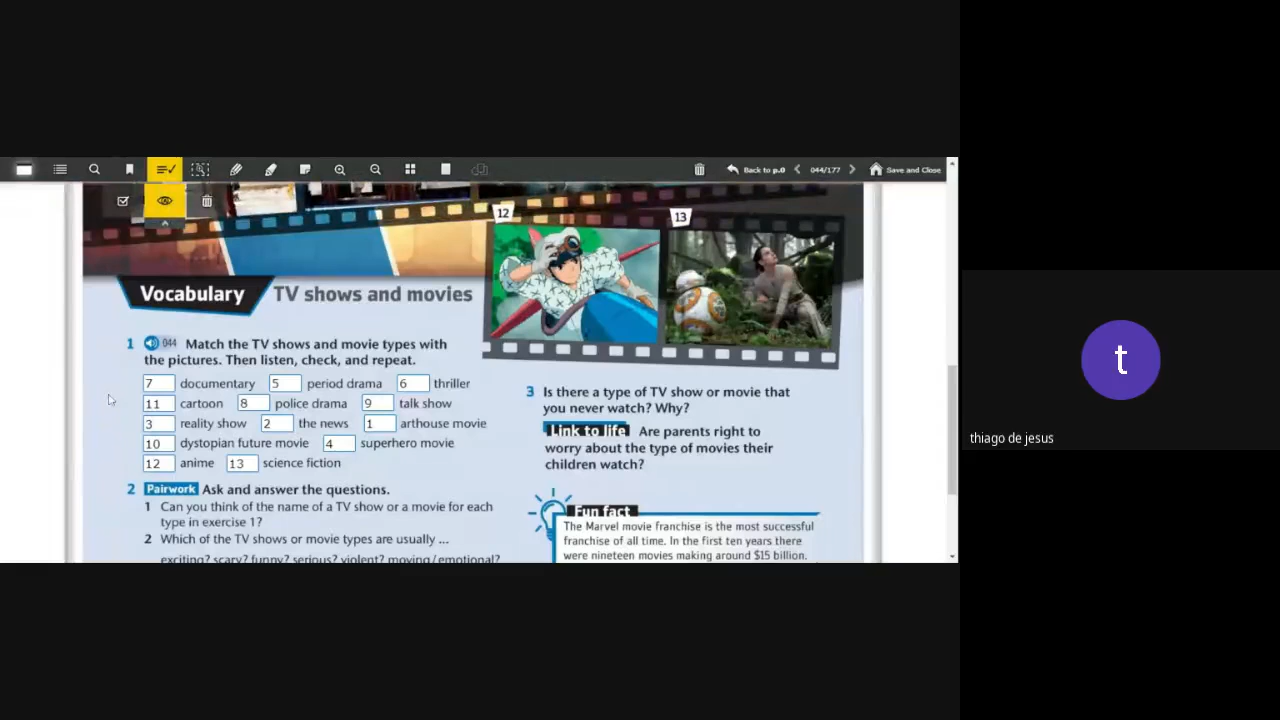 Back to p.0
044/177
Save and Close
12
13
Vocabulary TV shows and movies
1 044 Match the TV shows and movie types with
the pictures. Then listen, check, and repeat.
7 documentary 5 period drama 6 thriller
11 cartoon 8 police drama 9 talk show
3 reality show 2 the news 1 arthouse movie
10 dystopian future movie 4 superhero movie
12 anime 13 science fiction
2 Pairwork Ask and answer the questions.
1 Can you think of the name of a TV show or a movie for each
type in exercise 1?
2 Which of the TV shows or movie types are usually ...
exciting? scary? funny? serious? violent? moving/emotional?
3 Is there a type of TV show or movie that
you never watch? Why?
Link to life Are parents right to
worry about the type of movies their
children watch?
Fun fact
The Marvel movie franchise is the most successful
franchise of all time. In the first ten years there
were nineteen movies making around $15 billion.
t
thiago de jesus